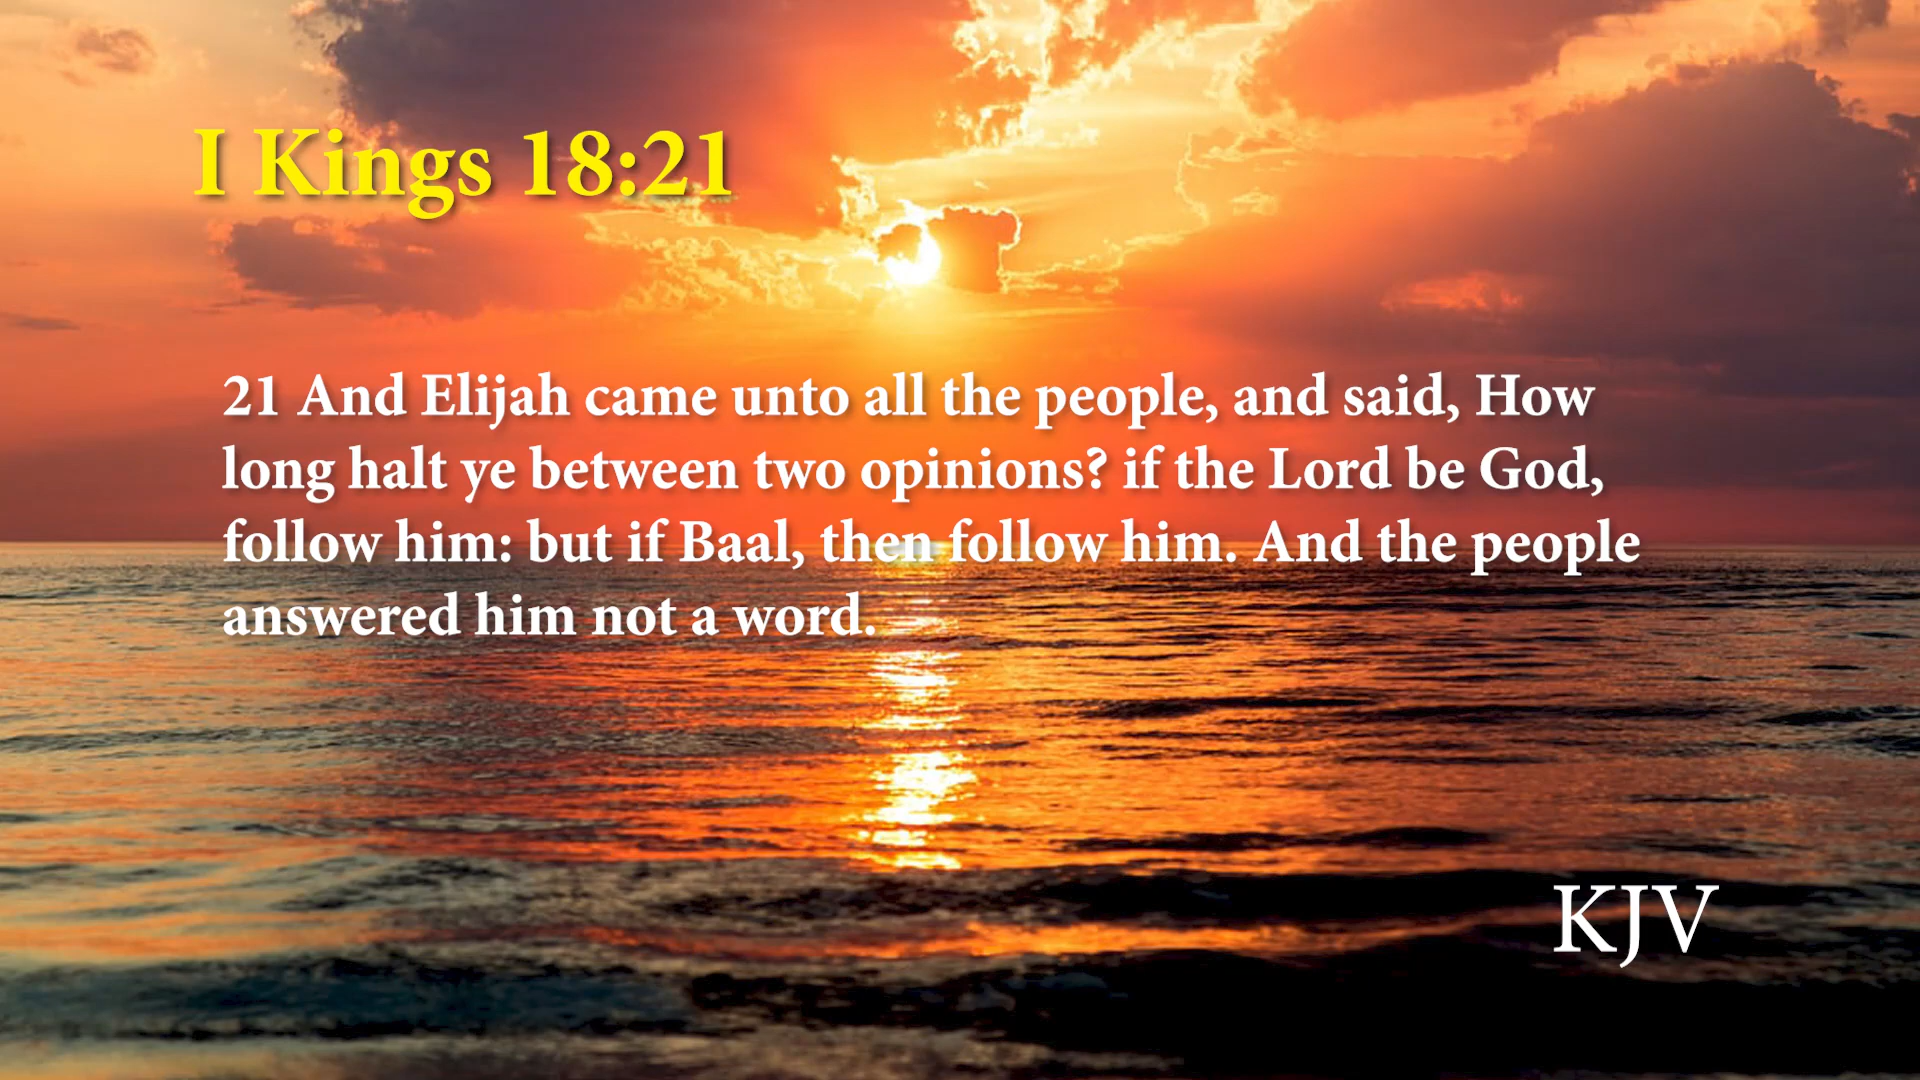 I Kings 18:21
21 And Elijah came unto all the people, and said, How
long halt ye between two opinions? if the Lord be God,
follow him: but if Baal, then follow him. And the people
answered him not a word.
KJV